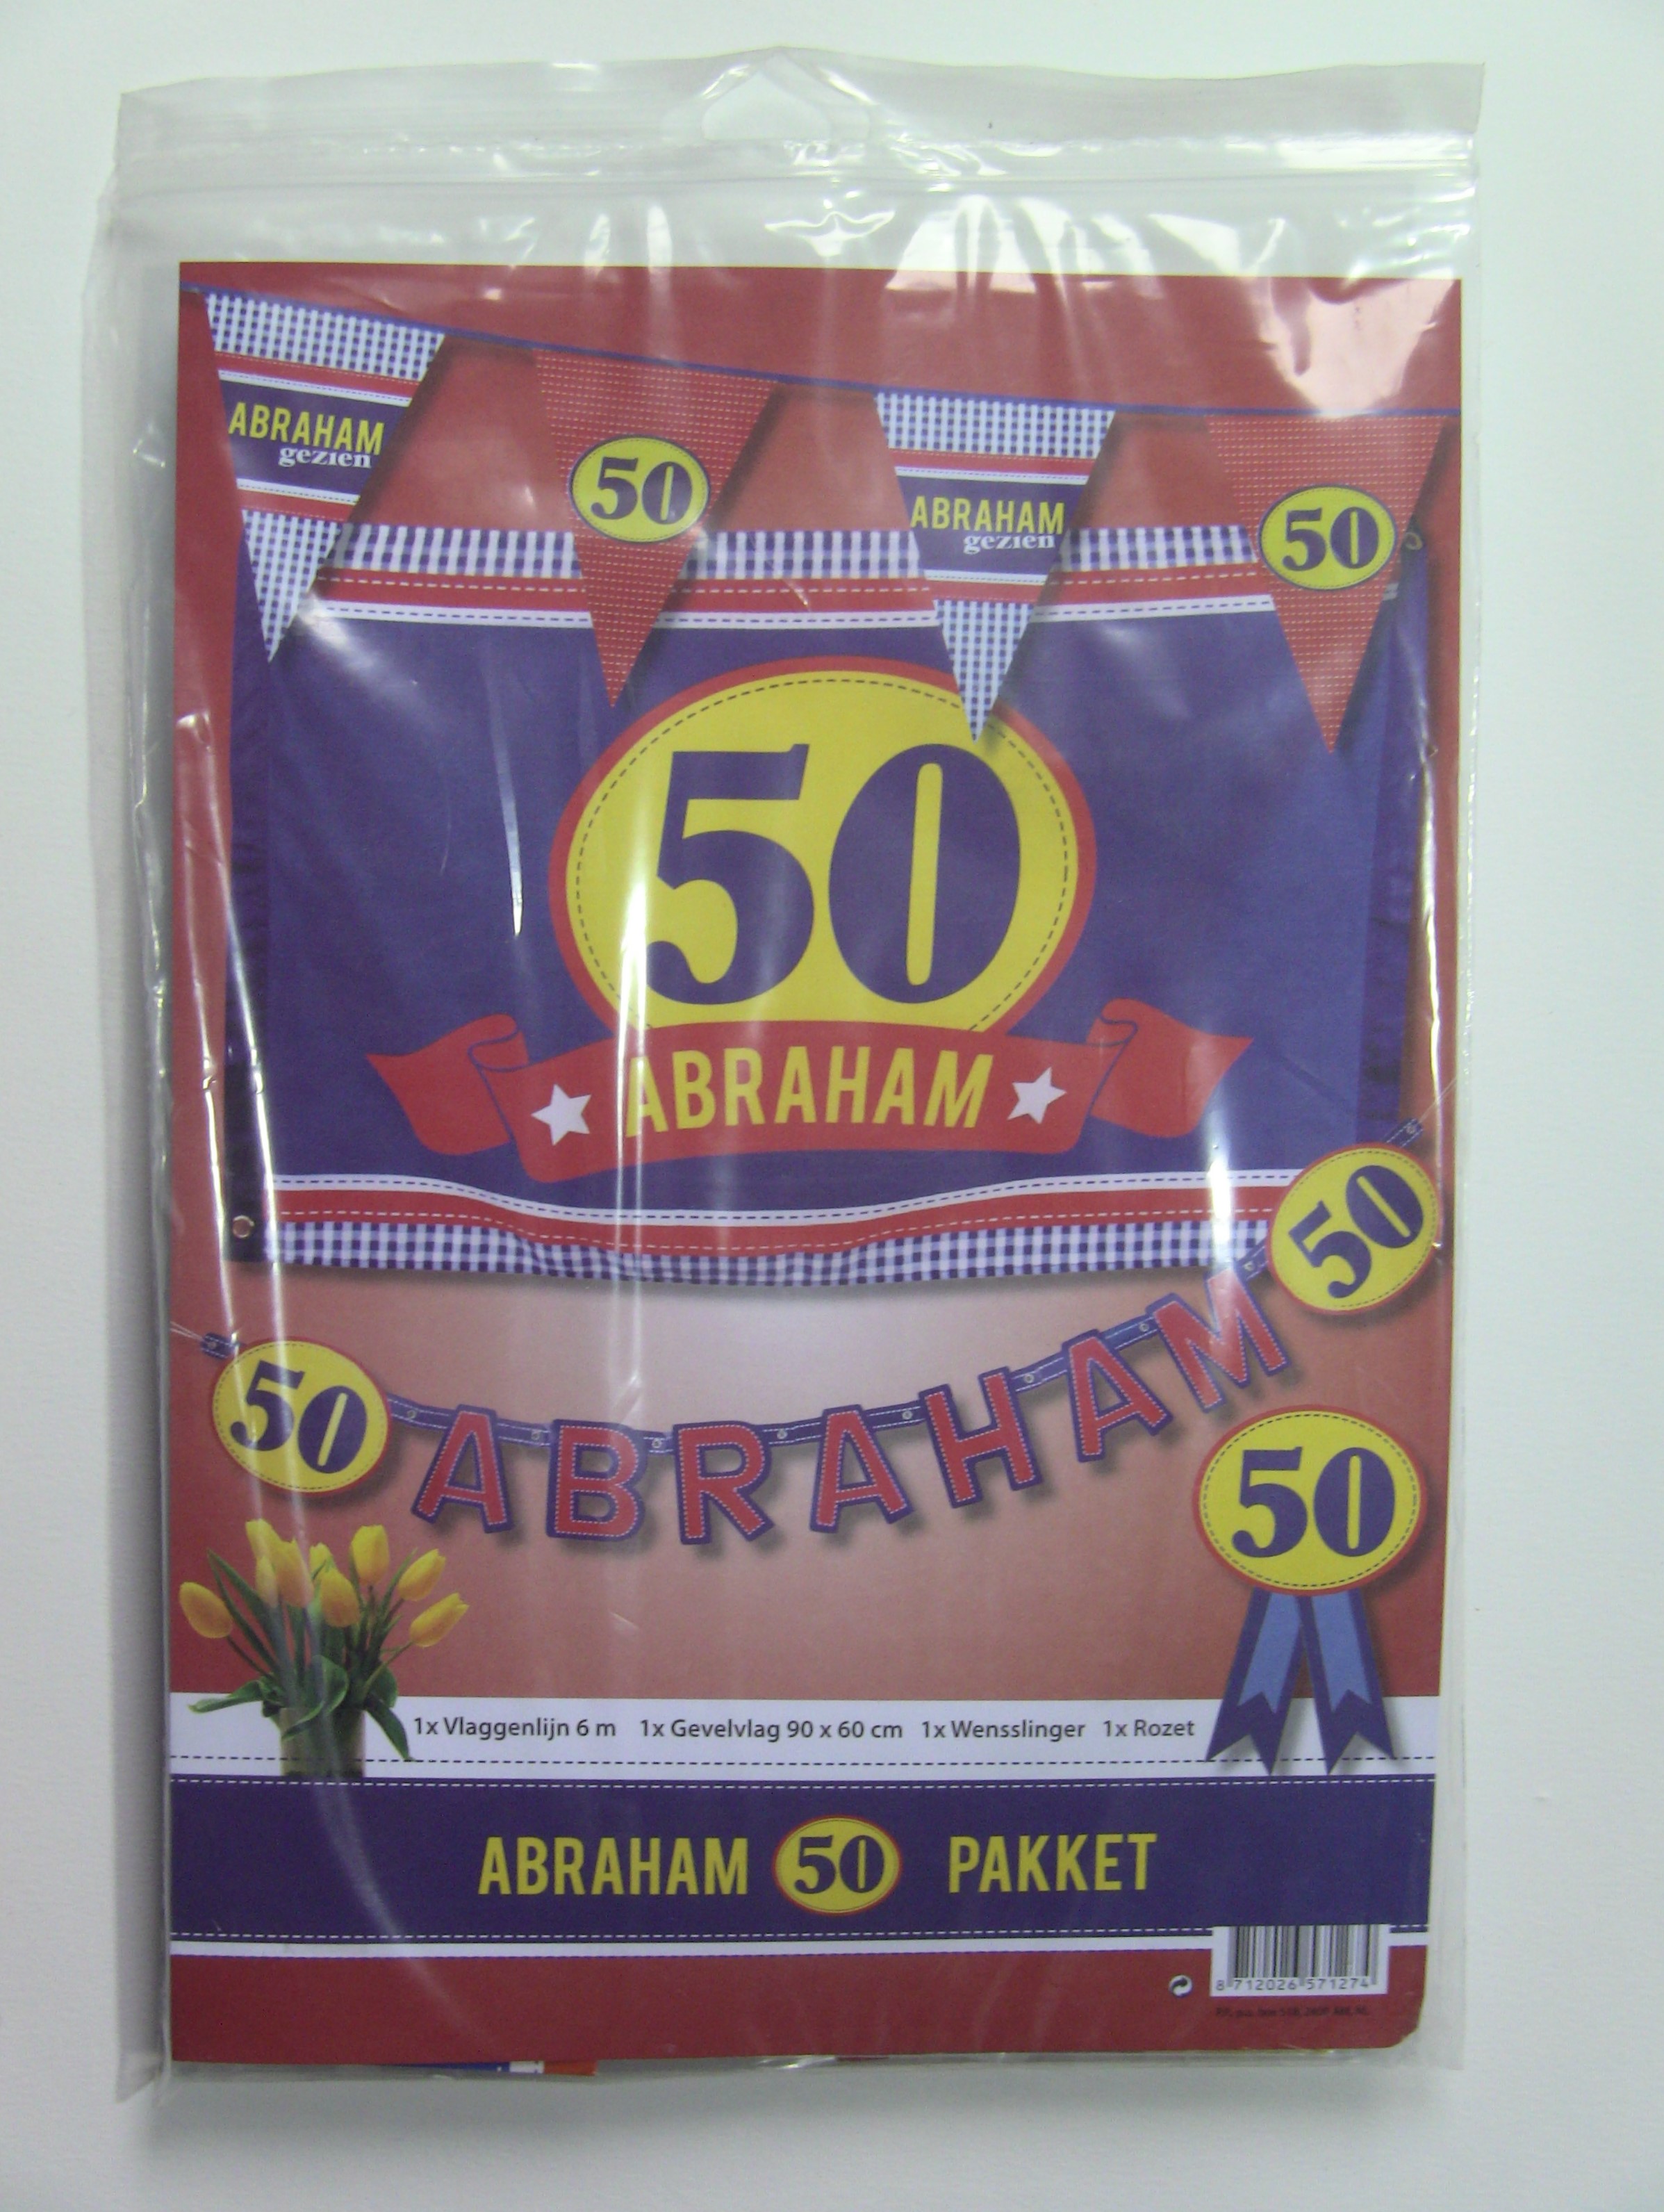 ABRAHAM
gezien
50
ABRAHAM
gezien
50
50
ABRAHAM
50
50
ABRAHAM
50
1x Vlaggenlijn 6 m 1x Gevelvlag 90 x 60 cm 1x Wensslinger 1x Rozet
ABRAHAM 50 PAKKET
8 712026 571274